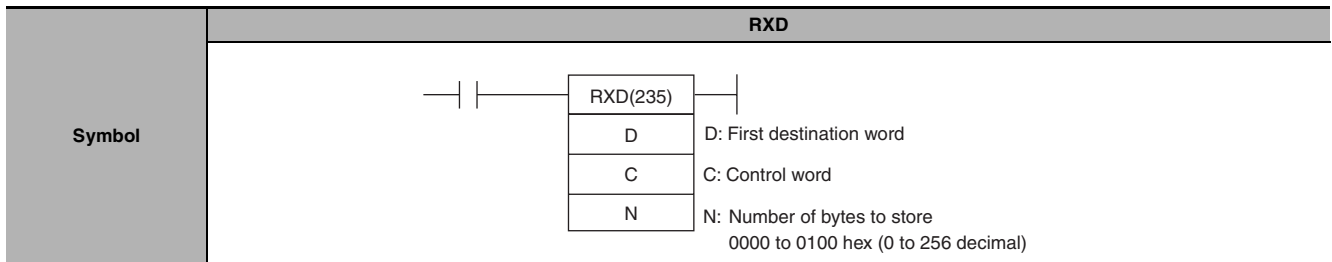 RXD
Symbol
RXD(235)
D
D: First destination word
C
C: Control word
N
N: Number of bytes to store
0000 to 0100 hex (0 to 256 decimal)